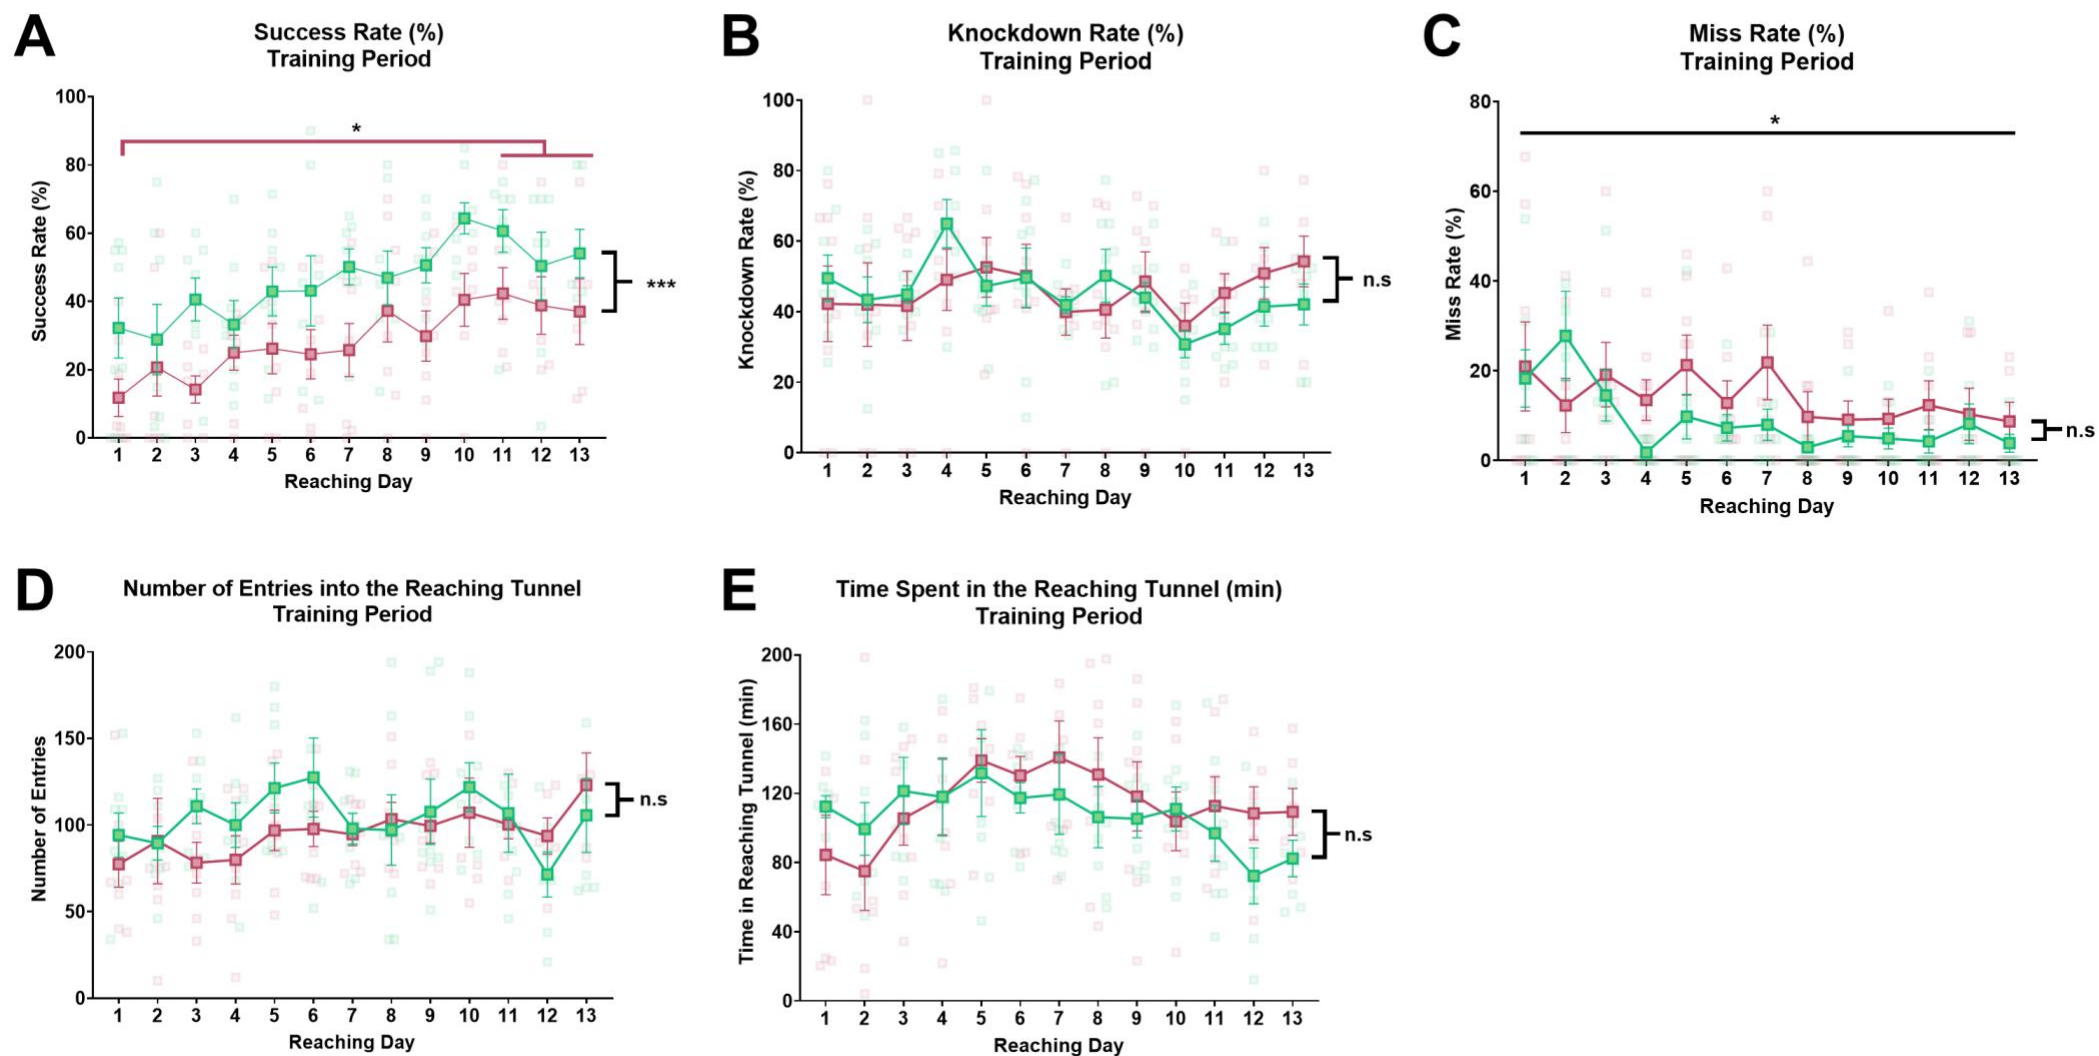 A
Success Rate (%)
Training Period
Success Rate (%)
100
80
60
40
20
0
*
***
1 2 3 4 5 6 7 8 9 10 11 12 13
Reaching Day
B
Knockdown Rate (%)
Training Period
Knockdown Rate (%)
100
80
60
40
20
0
n.s
1 2 3 4 5 6 7 8 9 10 11 12 13
Reaching Day
C
Miss Rate (%)
Training Period
Miss Rate (%)
80
60
40
20
0
*
n.s
1 2 3 4 5 6 7 8 9 10 11 12 13
Reaching Day
D
Number of Entries into the Reaching Tunnel
Training Period
Number of Entries
200
150
100
50
0
n.s
1 2 3 4 5 6 7 8 9 10 11 12 13
Reaching Day
E
Time Spent in the Reaching Tunnel (min)
Training Period
Time in Reaching Tunnel (min)
200
160
120
80
40
0
n.s
1 2 3 4 5 6 7 8 9 10 11 12 13
Reaching Day